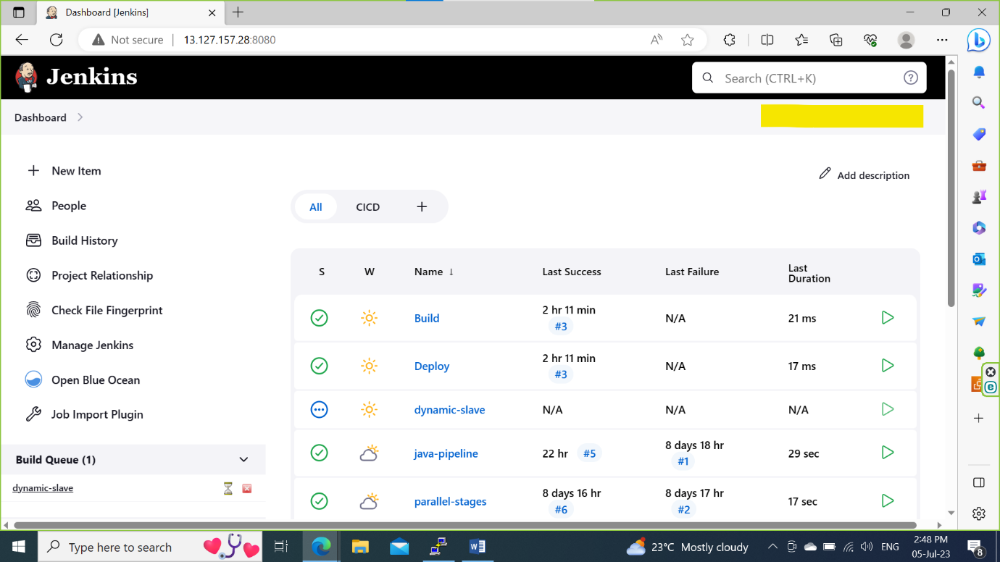 Dashboard [Jenkins]
Not secure
13.127.157.28:8080
Jenkins
Search (CTRL+K)
Dashboard
New Item
People
Build History
Project Relationship
Check File Fingerprint
Manage Jenkins
Open Blue Ocean
Job Import Plugin
Build Queue (1)
dynamic-slave
Add description
All CICD
S W Name ↓ Last Success Last Failure Last
Duration
Build 2 hr 11 min #3 N/A 21 ms
Deploy 2 hr 11 min #3 N/A 17 ms
dynamic-slave N/A N/A N/A
java-pipeline 22 hr #5 8 days 18 hr #1 29 sec
parallel-stages 8 days 16 hr #6 8 days 17 hr #2 17 sec
Type here to search
23°C Mostly cloudy
ENG
2:48 PM
05-Jul-23
8